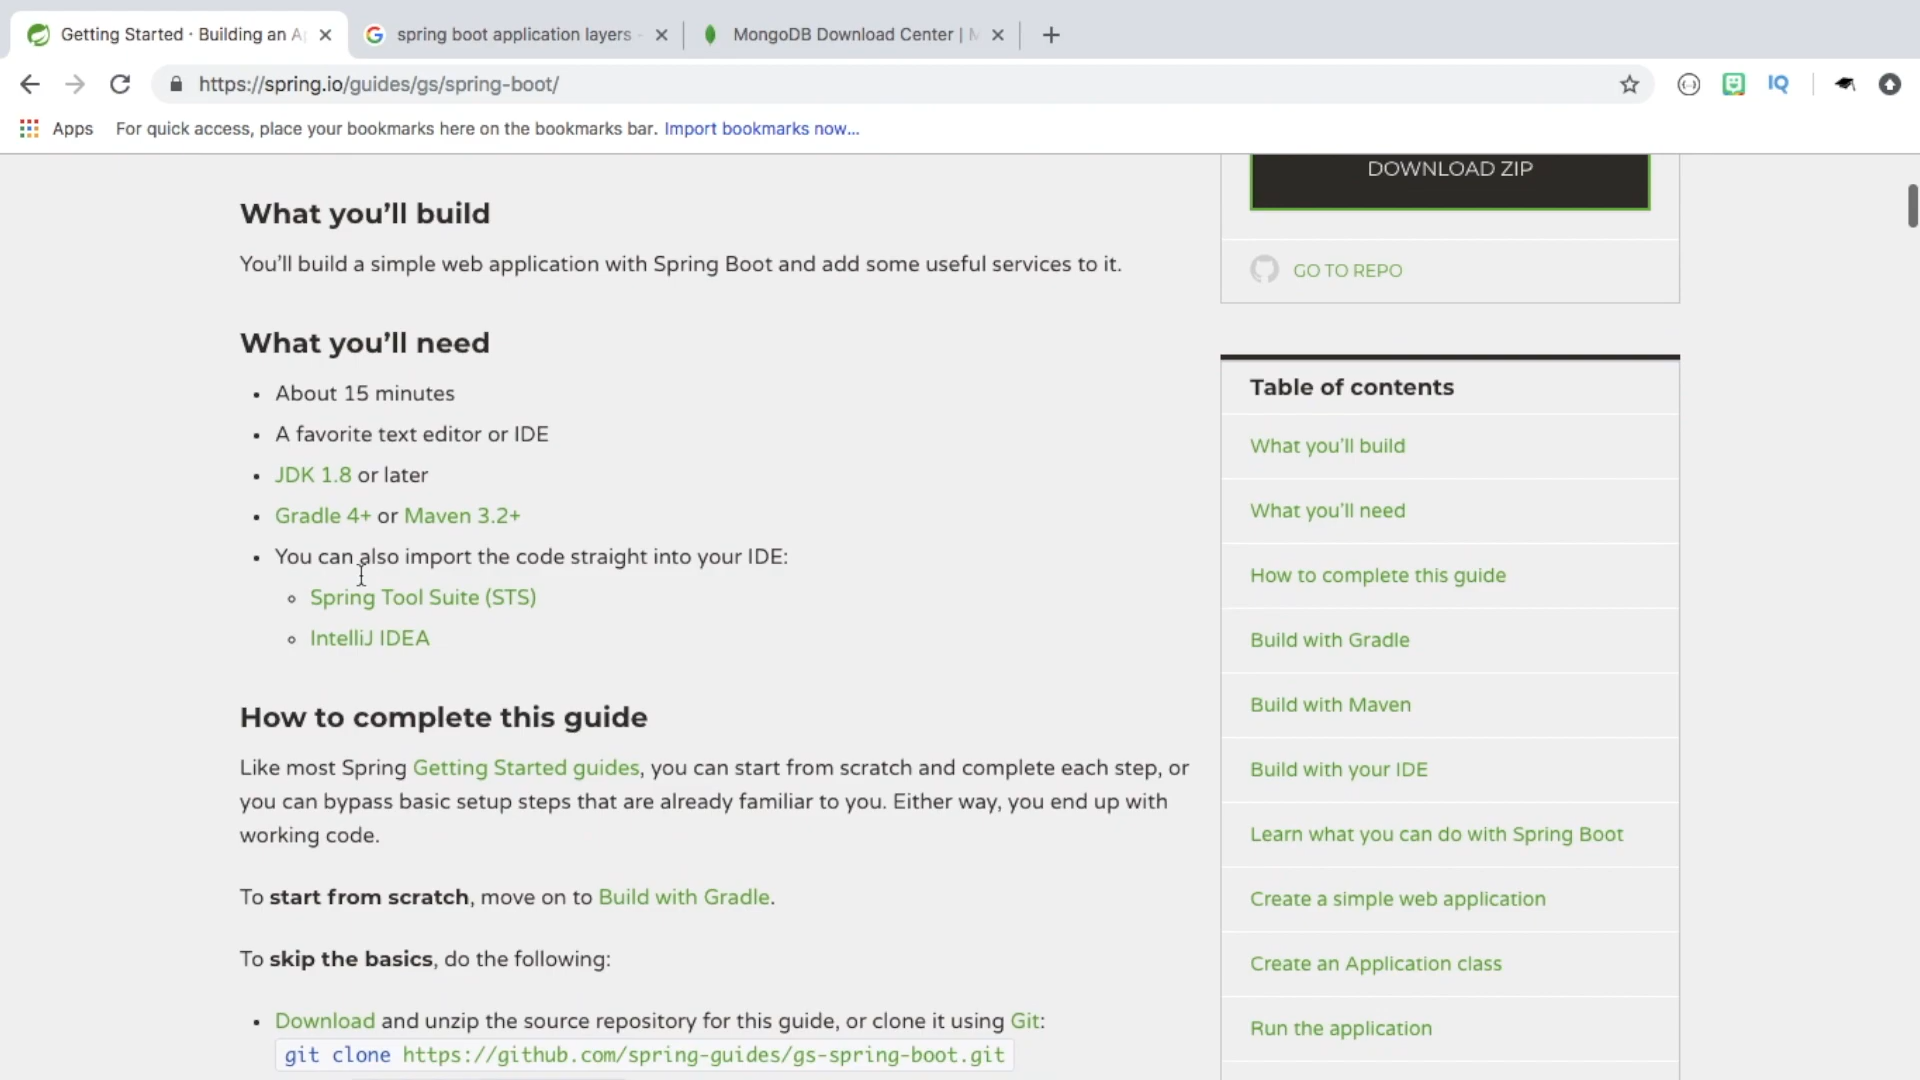 Getting Started · Building an A
spring boot application layers
MongoDB Download Center |
https://spring.io/guides/gs/spring-boot/
IQ
Apps
For quick access, place your bookmarks here on the bookmarks bar. Import bookmarks now...
DOWNLOAD ZIP
GO TO REPO
What you’ll build
You’ll build a simple web application with Spring Boot and add some useful services to it.
What you’ll need
About 15 minutes
A favorite text editor or IDE
JDK 1.8 or later
Gradle 4+ or Maven 3.2+
You can also import the code straight into your IDE:
Spring Tool Suite (STS)
IntelliJ IDEA
How to complete this guide
Like most Spring Getting Started guides, you can start from scratch and complete each step, or
you can bypass basic setup steps that are already familiar to you. Either way, you end up with
working code.
To start from scratch, move on to Build with Gradle.
To skip the basics, do the following:
Download and unzip the source repository for this guide, or clone it using Git:
git clone https://github.com/spring-guides/gs-spring-boot.git
Table of contents
What you’ll build
What you’ll need
How to complete this guide
Build with Gradle
Build with Maven
Build with your IDE
Learn what you can do with Spring Boot
Create a simple web application
Create an Application class
Run the application